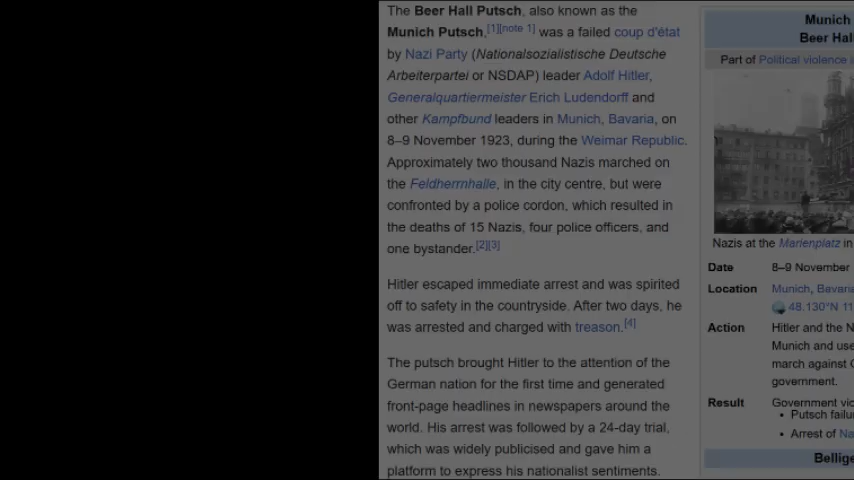 The Beer Hall Putsch, also known as the
Munich Putsch,[1][note 1] was a failed coup d'état
by Nazi Party (Nationalsozialistische Deutsche
Arbeiterpartei or NSDAP) leader Adolf Hitler,
Generalquartiermeister Erich Ludendorff and
other Kampfbund leaders in Munich, Bavaria, on
8–9 November 1923, during the Weimar Republic.
Approximately two thousand Nazis marched on
the Feldherrnhalle, in the city centre, but were
confronted by a police cordon, which resulted in
the deaths of 15 Nazis, four police officers, and
one bystander.[2][3]
Hitler escaped immediate arrest and was spirited
off to safety in the countryside. After two days, he
was arrested and charged with treason.[4]
The putsch brought Hitler to the attention of the
German nation for the first time and generated
front-page headlines in newspapers around the
world. His arrest was followed by a 24-day trial,
which was widely publicised and gave him a
platform to express his nationalist sentiments.
Munich
Beer Hal
Part of Political violence i
Nazis at the Marienplatz in
Date 8–9 November
Location Munich, Bavaria
48.130°N 11
Action Hitler and the N
Munich and use
march against
government.
Result Government vic
• Putsch failu
• Arrest of Na
Bellige